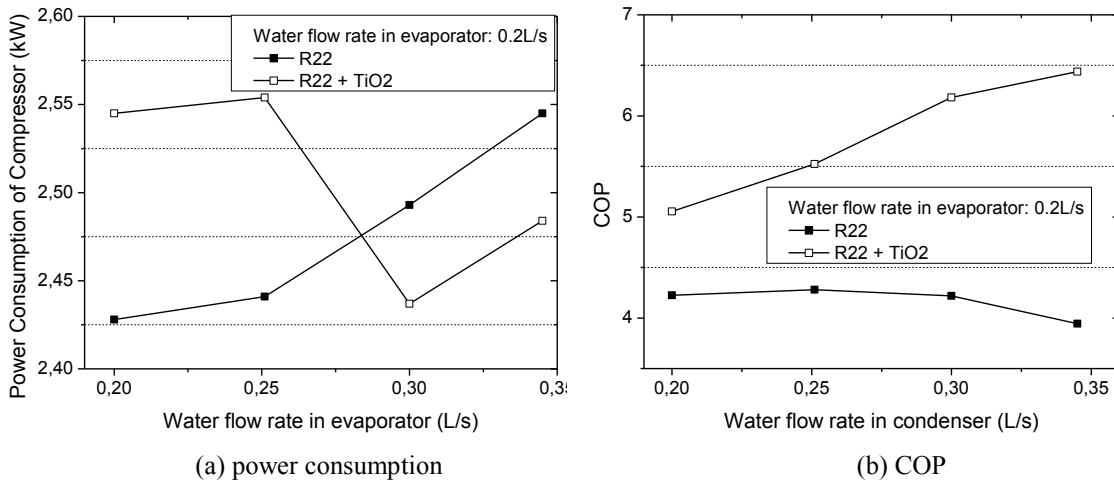 Power Consumption of Compressor (kW)
2,60
2,55
2,50
2,45
2,40
Water flow rate in evaporator: 0.2L/s
R22
R22 + TiO2
0,20 0,25 0,30 0,35
Water flow rate in evaporator (L/s)
(a) power consumption
COP
7
6
5
4
Water flow rate in evaporator: 0.2L/s
R22
R22 + TiO2
0,20 0,25 0,30 0,35
Water flow rate in condenser (L/s)
(b) COP